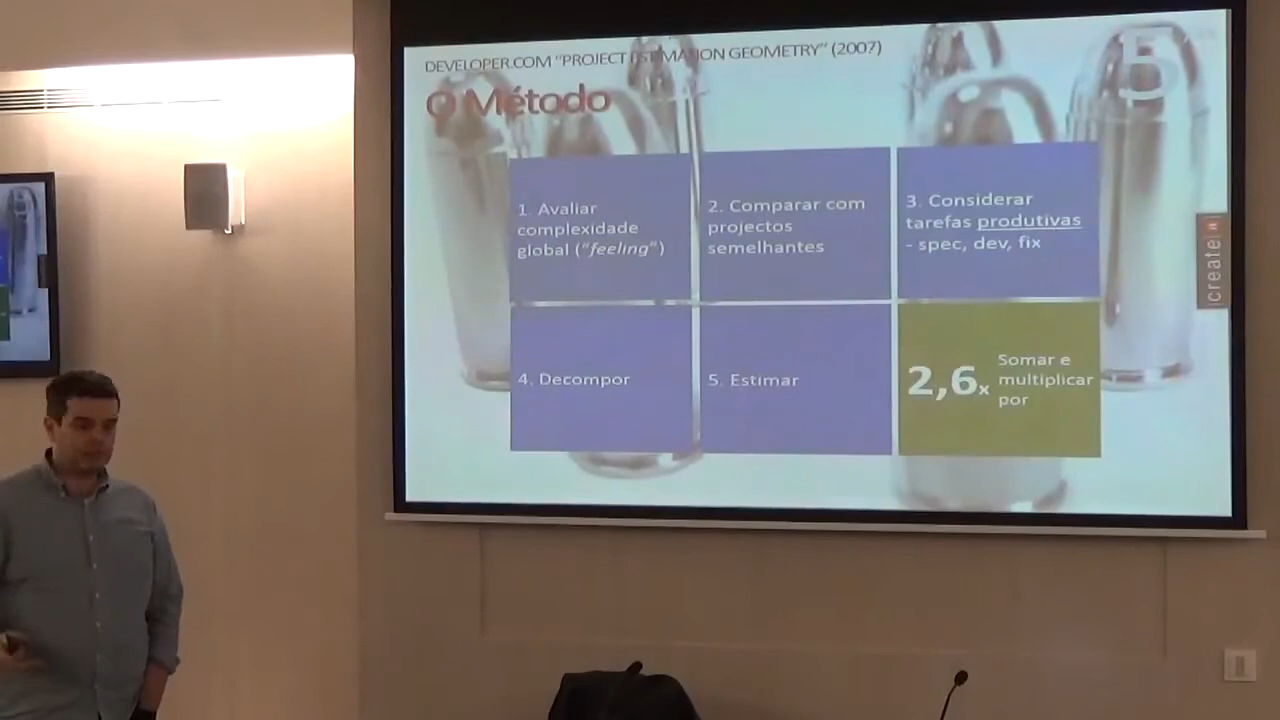 DEVELOPER.COM “PROJECT ESTIMATION GEOMETRY” (2007)
5
O Método
1. Avaliar
complexidade
global (“feeling”)
2. Comparar com
projectos
semelhantes
3. Considerar
tarefas produtivas
- spec, dev, fix
4. Decompor
5. Estimar
2,6x
Somar e
multiplicar
por
|create|a|